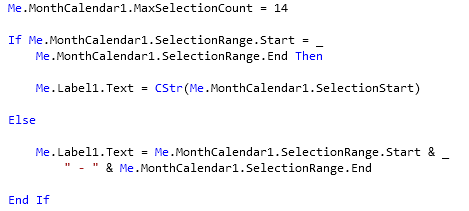 Me.MonthCalendar1.MaxSelectionCount = 14
If Me.MonthCalendar1.SelectionRange.Start = _
Me.MonthCalendar1.SelectionRange.End Then
Me.Label1.Text = CStr(Me.MonthCalendar1.SelectionStart)
Else
Me.Label1.Text = Me.MonthCalendar1.SelectionRange.Start & _
" - " & Me.MonthCalendar1.SelectionRange.End
End If